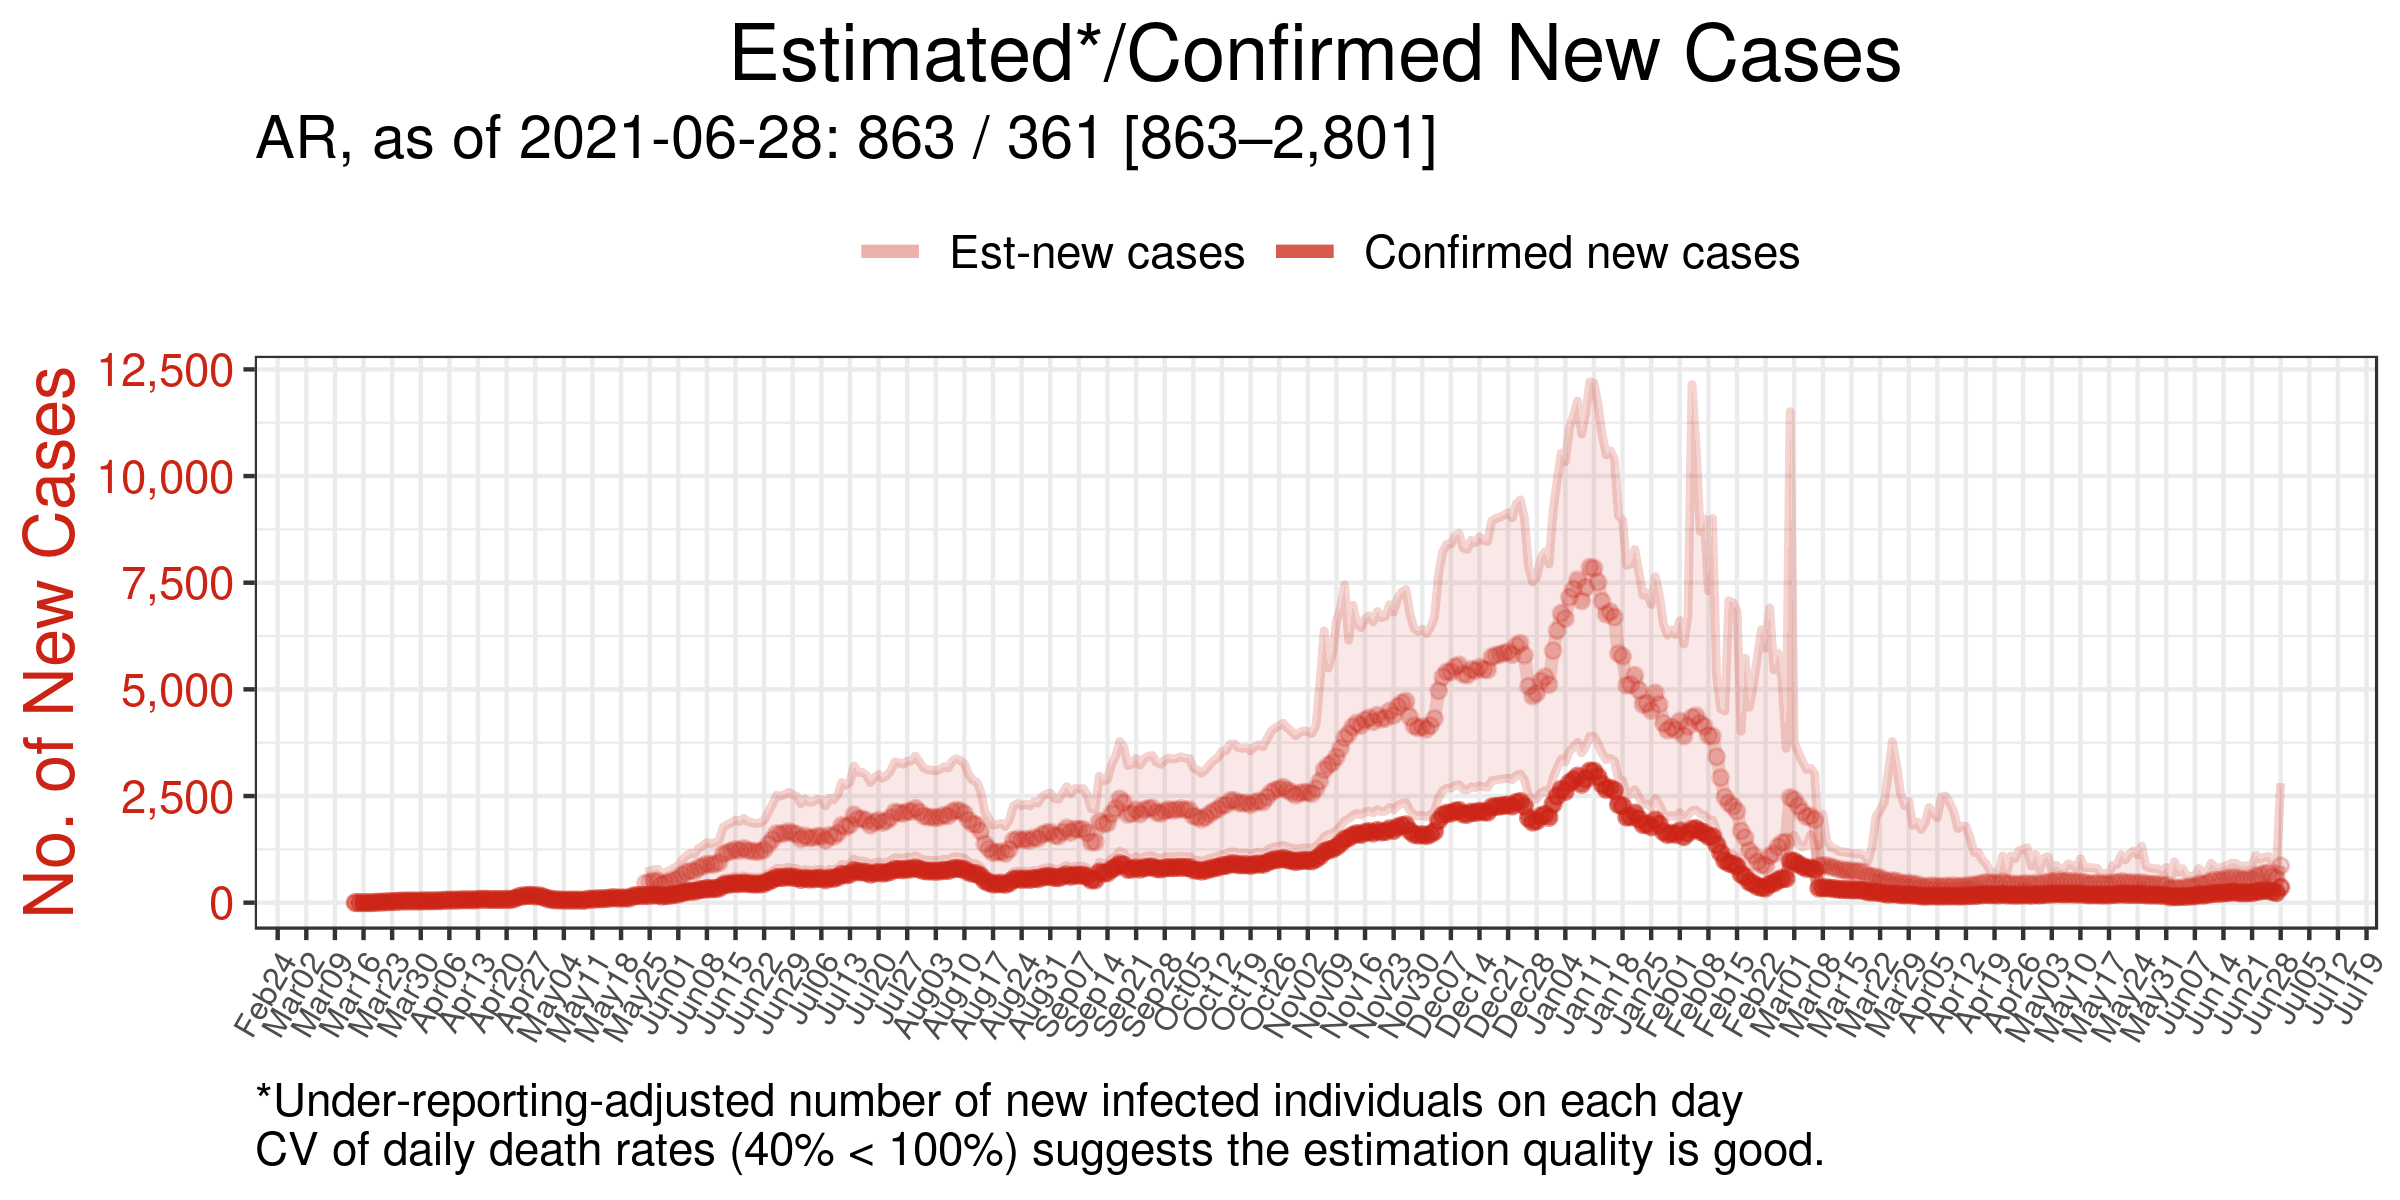 Estimated*/Confirmed New Cases
AR, as of 2021-06-28: 863 / 361 [863–2,801]
Est-new cases Confirmed new cases
No. of New Cases
12,500
10,000
7,500
5,000
2,500
0
Feb24 Mar02 Mar09 Mar16 Mar23 Mar30 Apr06 Apr13 Apr20 Apr27 May04 May11 May18 May25 Jun01 Jun08 Jun15 Jun22 Jun29 Jul06 Jul13 Jul20 Jul27 Aug03 Aug10 Aug17 Aug24 Aug31 Sep07 Sep14 Sep21 Sep28 Oct05 Oct12 Oct19 Oct26 Nov02 Nov09 Nov16 Nov23 Nov30 Dec07 Dec14 Dec21 Dec28 Jan04 Jan11 Jan18 Jan25 Feb01 Feb08 Feb15 Feb22 Mar01 Mar08 Mar15 Mar22 Mar29 Apr05 Apr12 Apr19 Apr26 May03 May10 May17 May24 May31 Jun07 Jun14 Jun21 Jun28 Jul05 Jul12 Jul19
*Under-reporting-adjusted number of new infected individuals on each day
CV of daily death rates (40% < 100%) suggests the estimation quality is good.